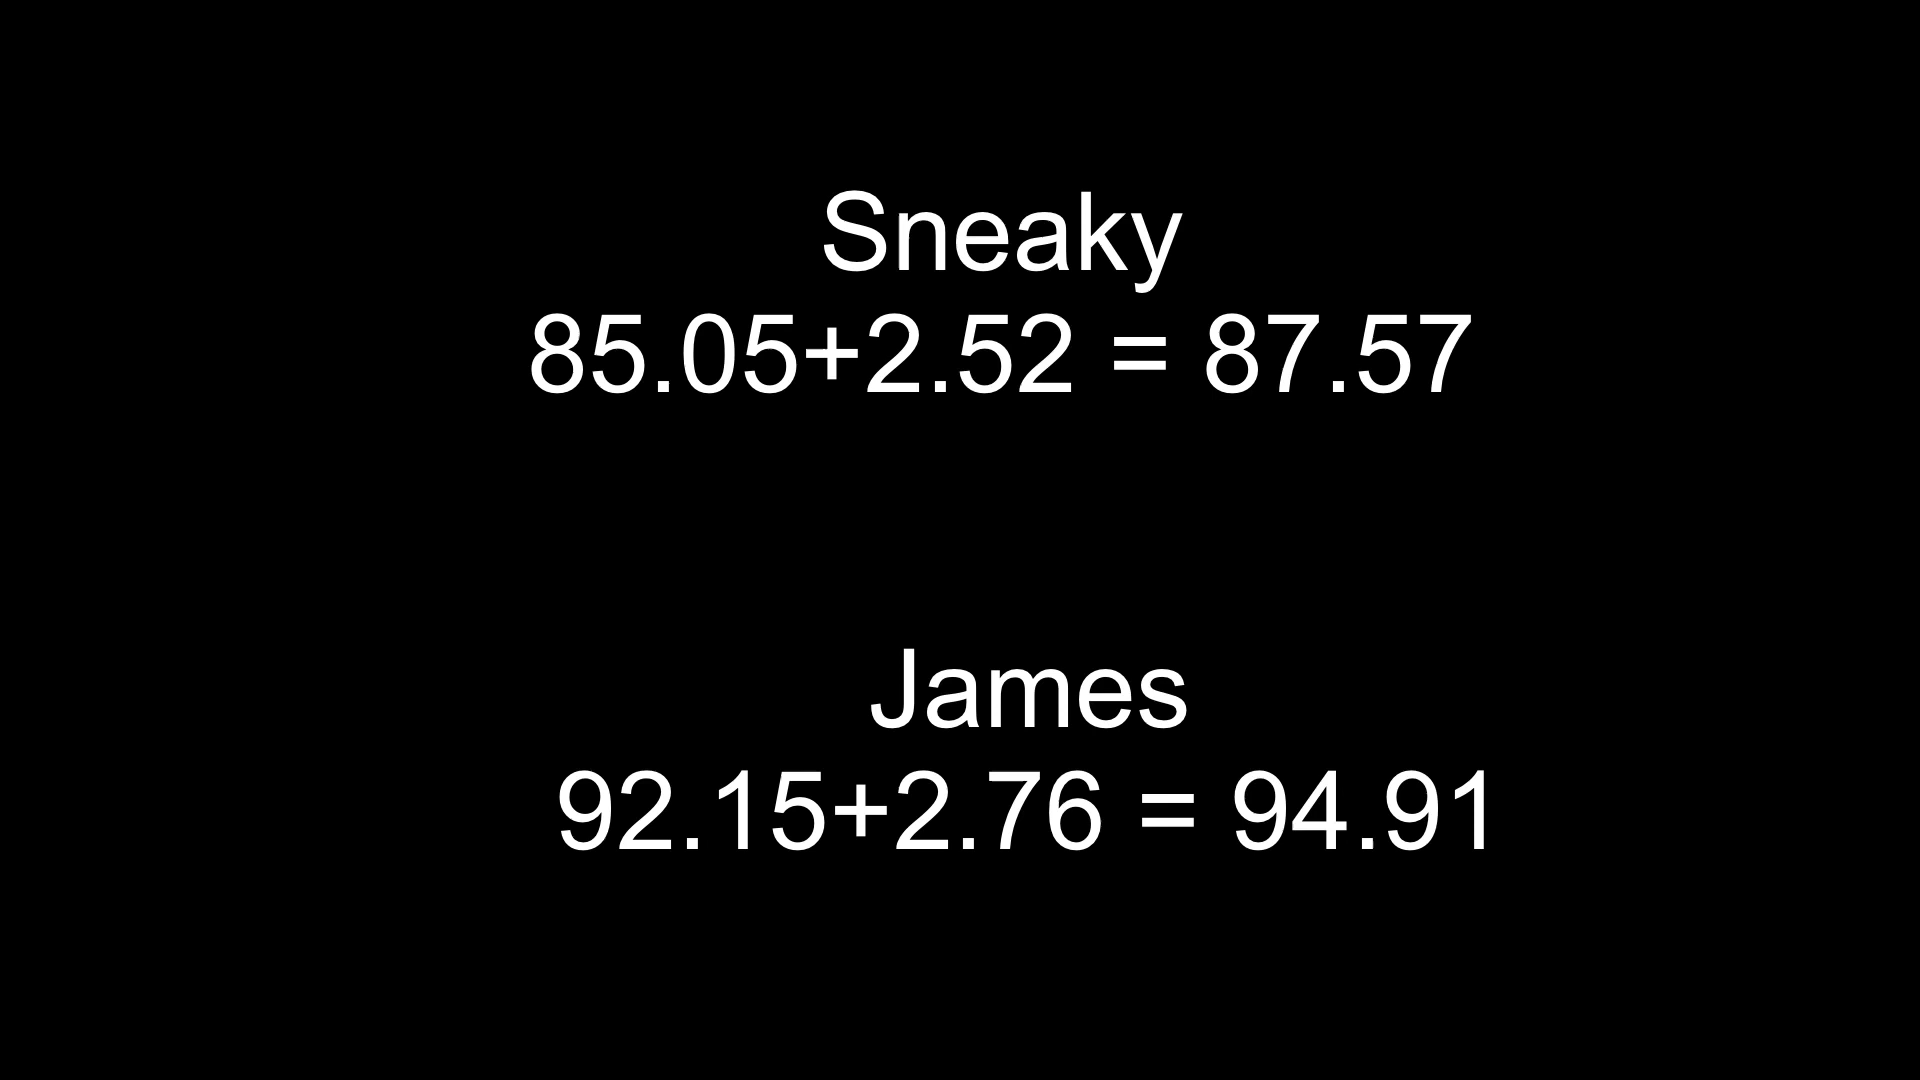 Sneaky
85.05+2.52 = 87.57
James
92.15+2.76 = 94.91